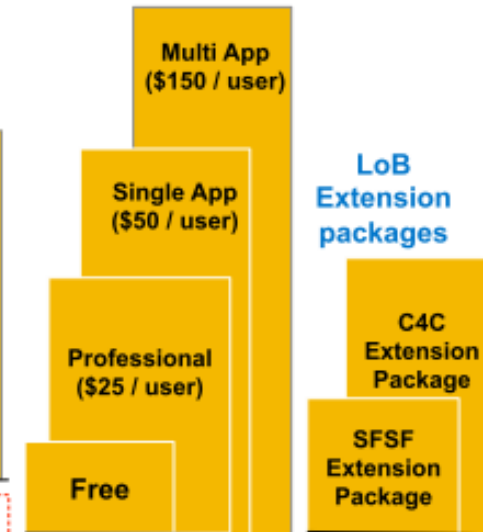 Multi App
($150 / user)
Single App
($50 / user)
Professional
($25 / user)
Free
LoB
Extension
packages
C4C
Extension
Package
SFSF
Extension
Package